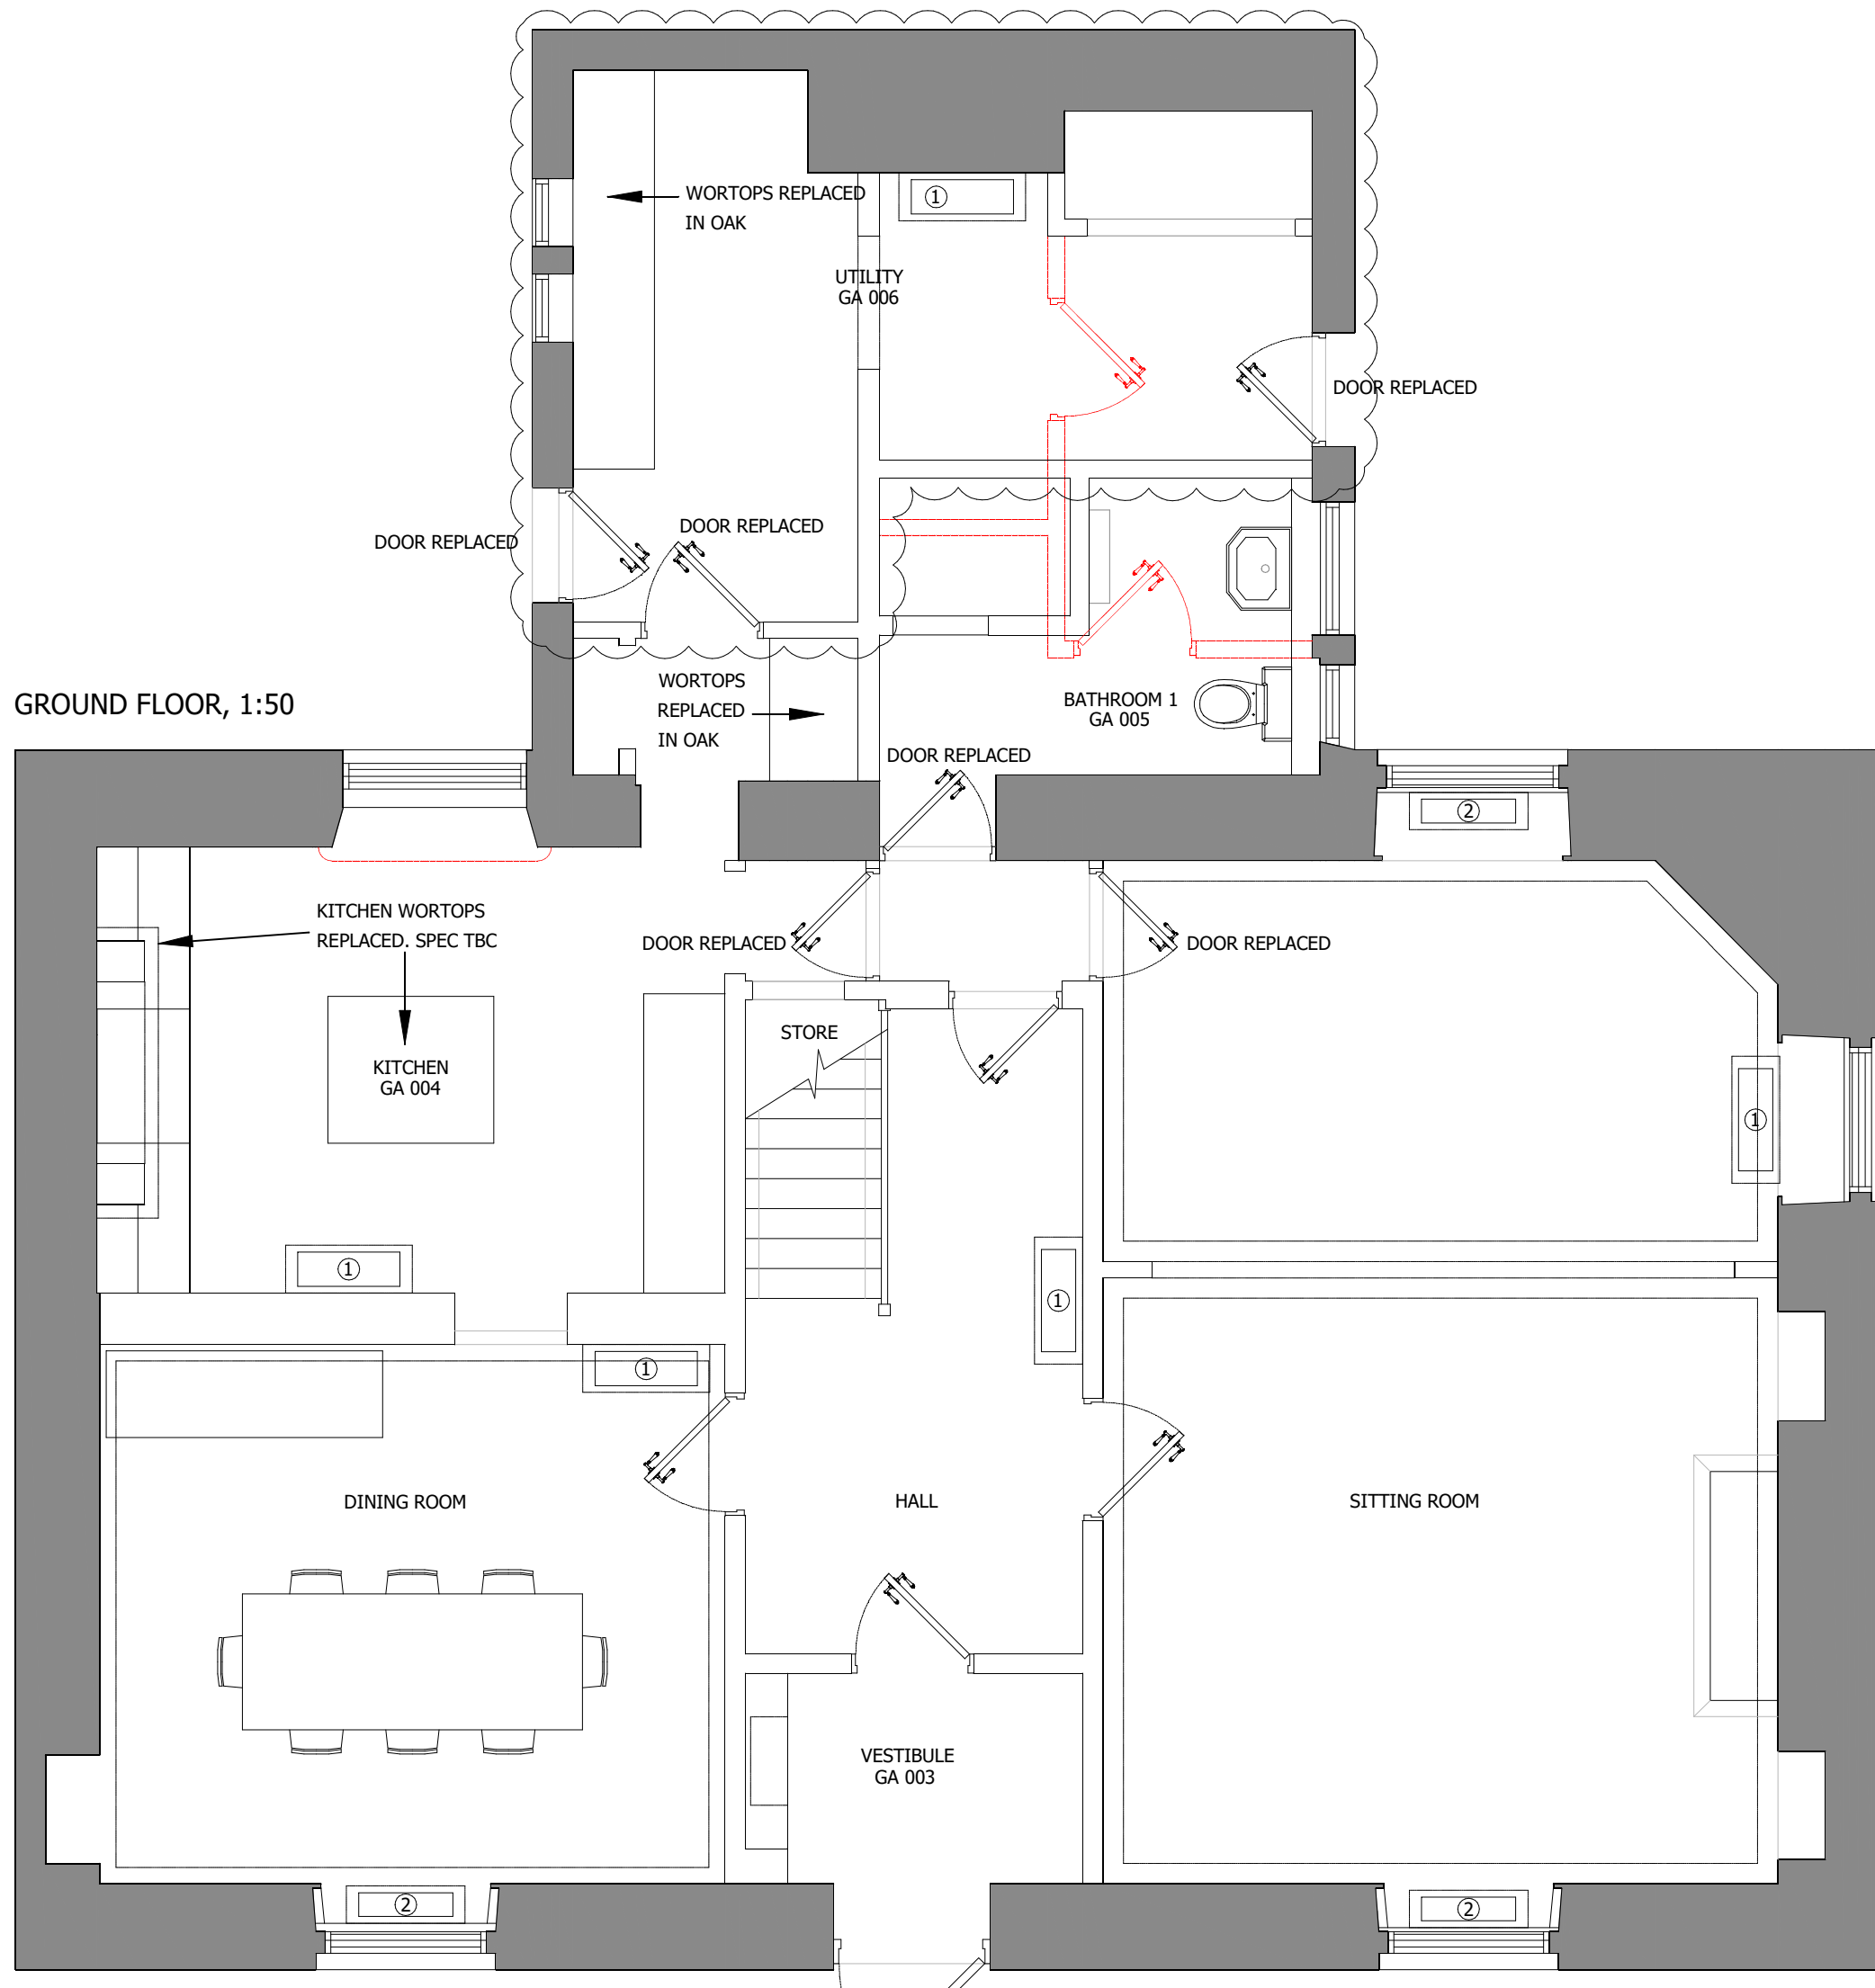 WORTOPS REPLACED
IN OAK
1
UTILITY
GA 006
DOOR REPLACED
DOOR REPLACED
DOOR REPLACED
GROUND FLOOR, 1:50
WORTOPS
REPLACED
IN OAK
BATHROOM 1
GA 005
DOOR REPLACED
2
KITCHEN WORTOPS
REPLACED. SPEC TBC
DOOR REPLACED
DOOR REPLACED
STORE
KITCHEN
GA 004
1
1
1
1
DINING ROOM
HALL
SITTING ROOM
VESTIBULE
GA 003
2
2